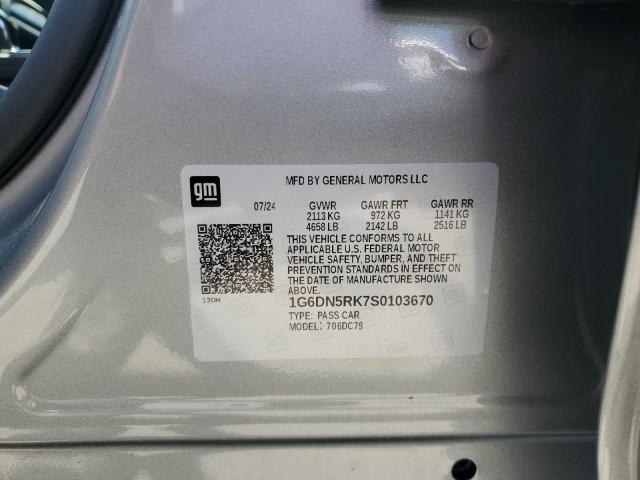 gm
MFD BY GENERAL MOTORS LLC
07/24 GVWR GAWR FRT GAWR RR
2113 KG 972 KG 1141 KG
4658 LB 2142 LB 2516 LB
THIS VEHICLE CONFORMS TO ALL
APPLICABLE U.S. FEDERAL MOTOR
VEHICLE SAFETY, BUMPER, AND THEFT
PREVENTION STANDARDS IN EFFECT ON
THE DATE OF MANUFACTURE SHOWN
ABOVE.
130H 1G6DN5RK7S0103670
TYPE: PASS CAR
MODEL: 706DC79